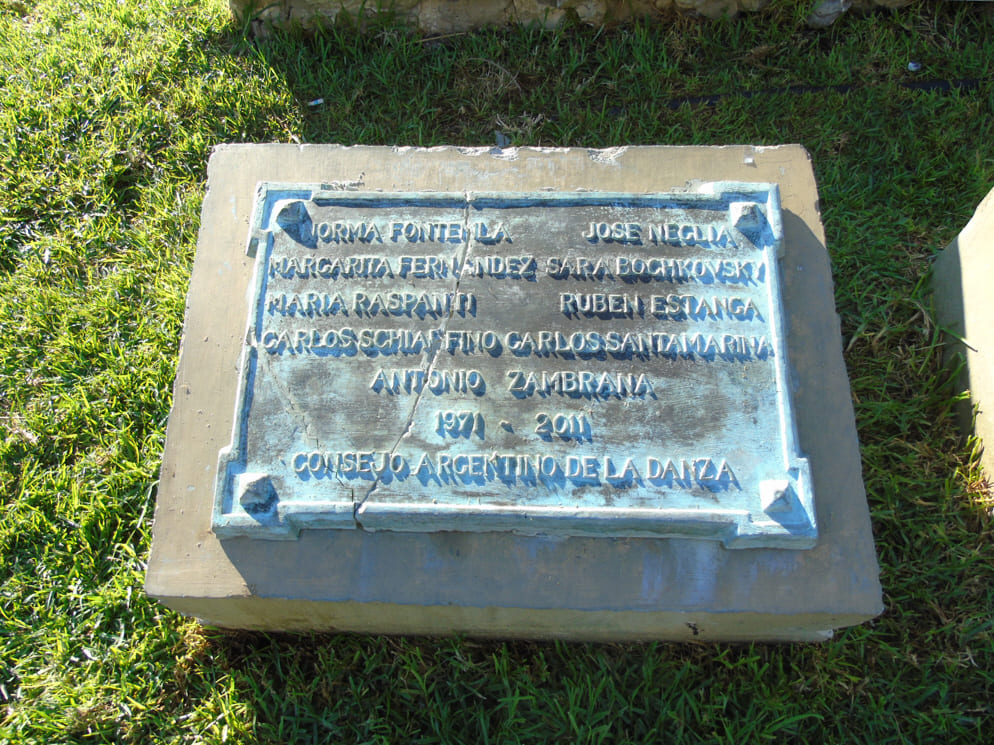 NORMA FONTENLA JOSE NEGLIA
MARGARITA FERNANDEZ SARA BOCHKOVSKY
MARIA RASPANTI RUBEN ESTANGA
CARLOS SCHIAFFINO CARLOS SANTAMARINA
ANTONIO ZAMBRANA
1971 - 2011
CONSEJO ARGENTINO DE LA DANZA